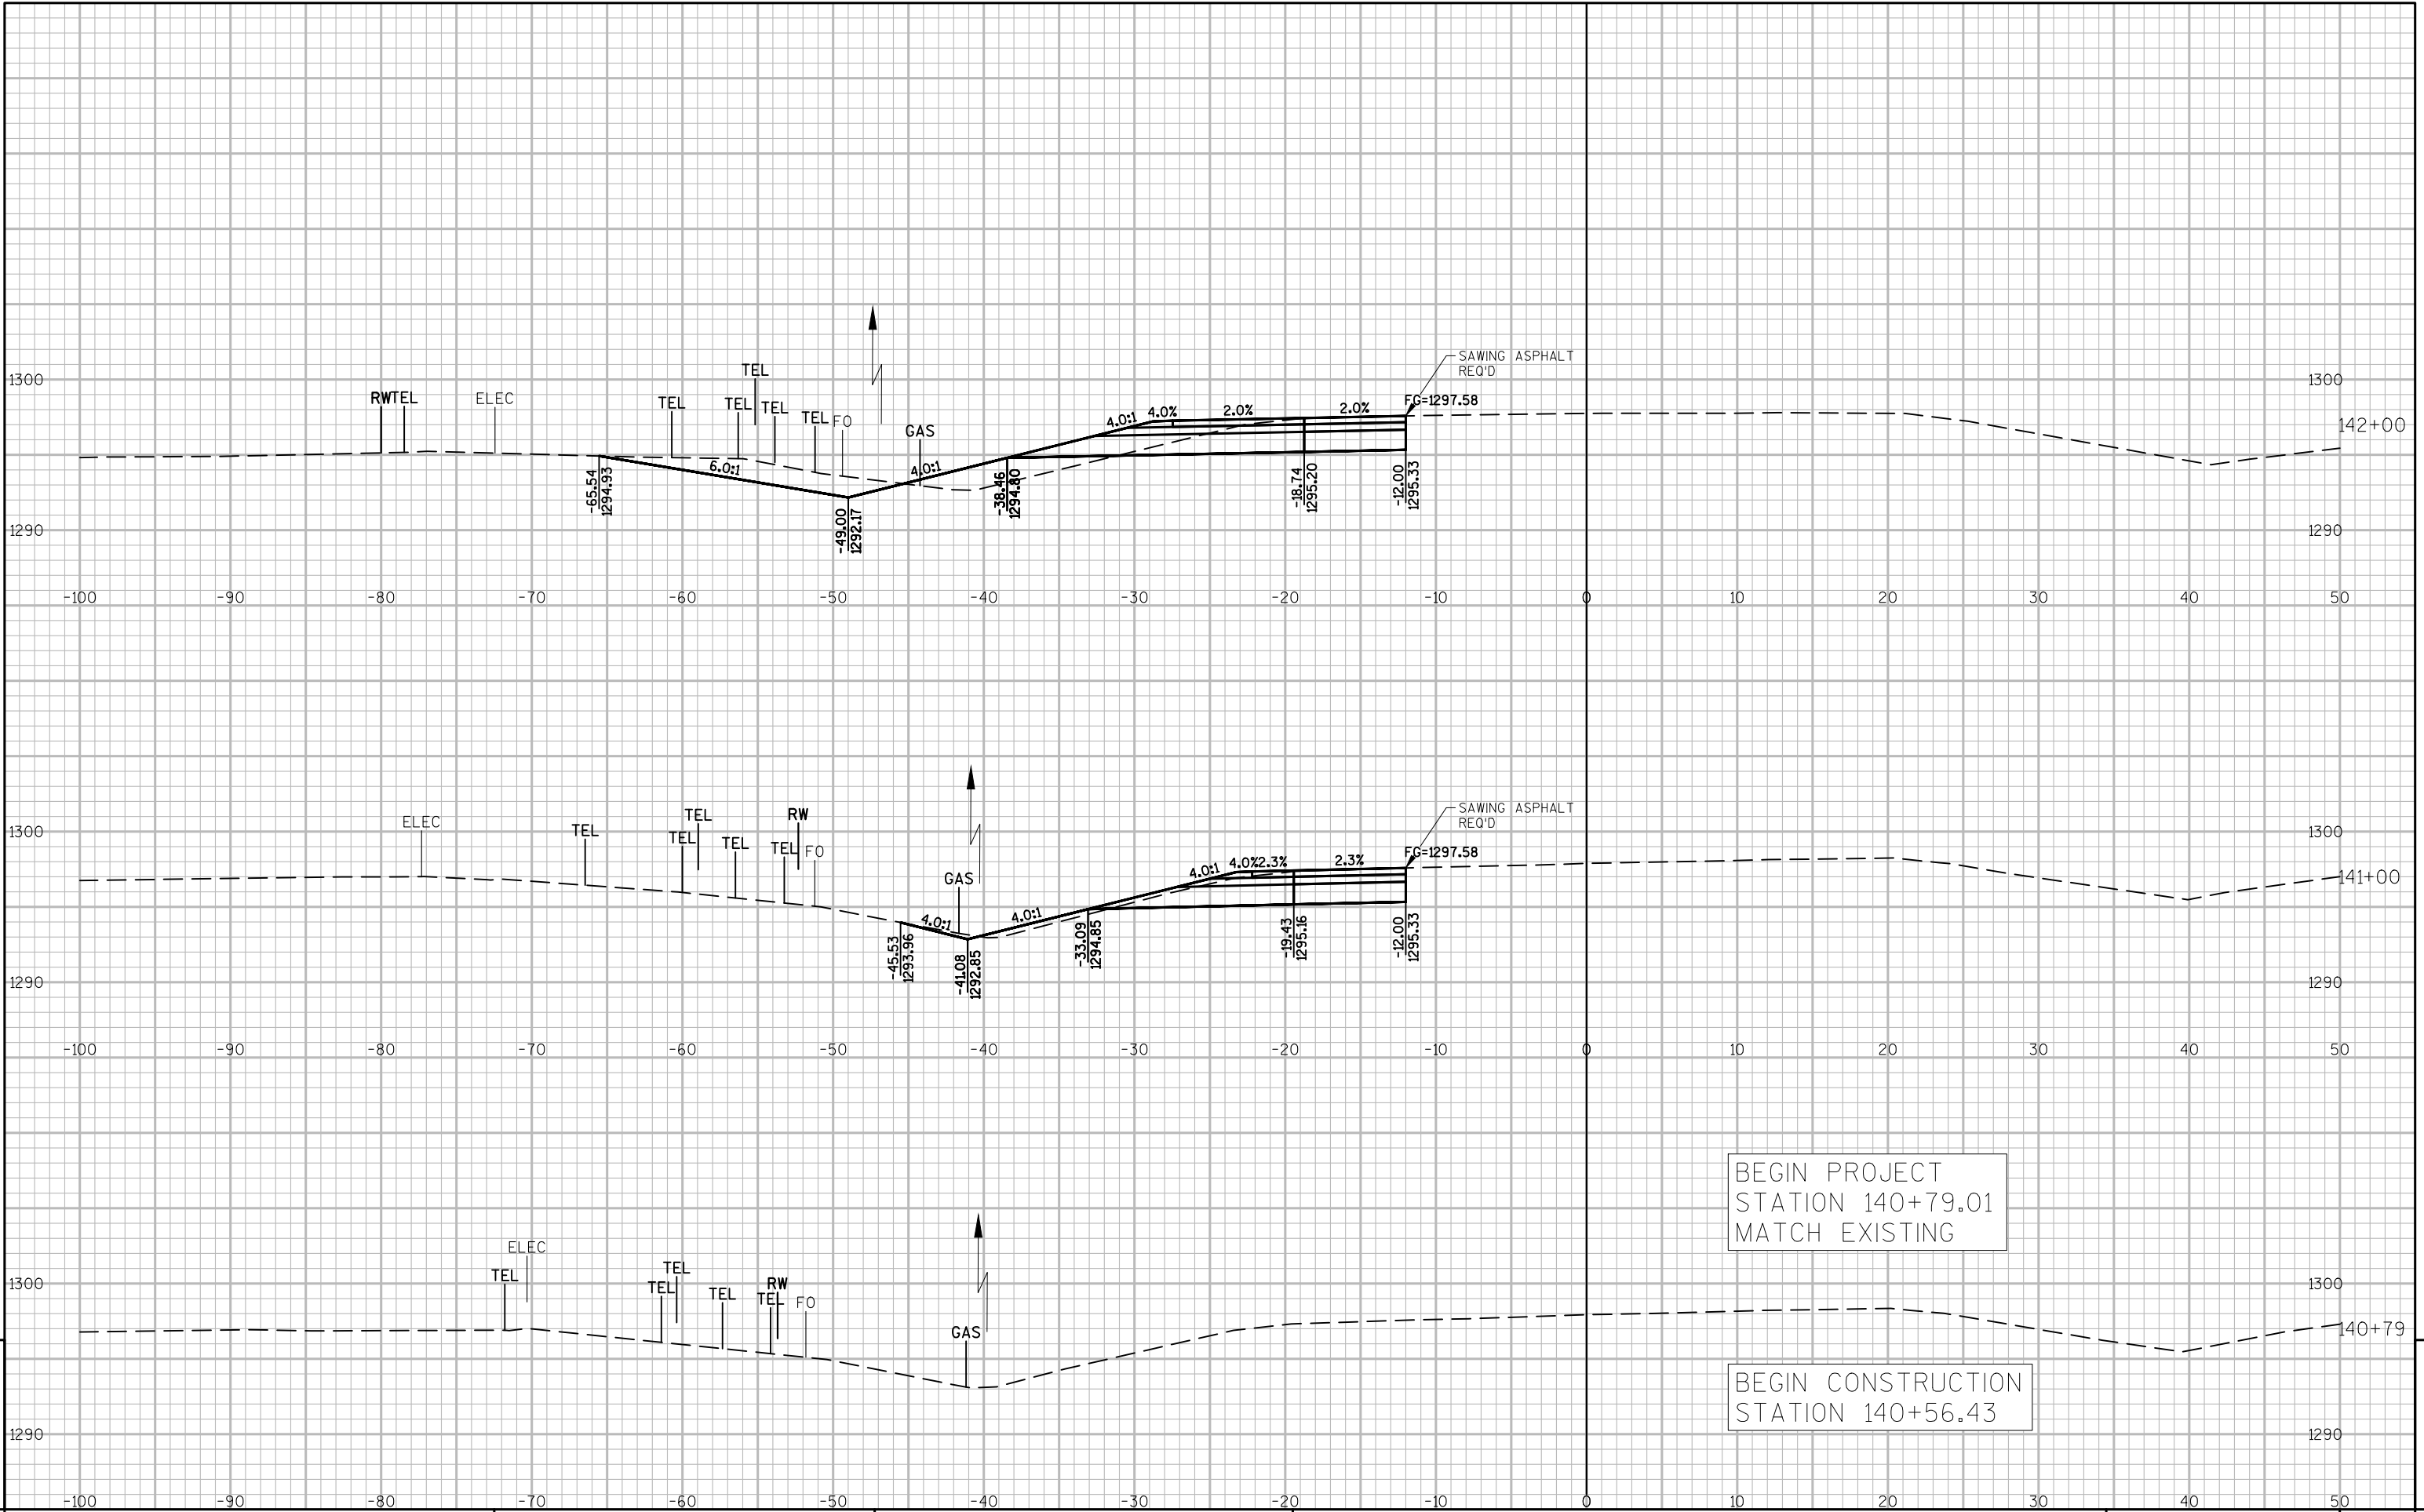 TEL
1300
1300
SAWING ASPHALT
REQ'D
RW TEL
ELEC
TEL
TEL
TEL
TEL
FO
GAS
4.0:1
4.0%
2.0%
2.0%
FG=1297.58
142+00
6.0:1
4.0:1
-65.54
1294.93
-49.00
1292.17
-38.46
1294.80
-18.74
1295.20
-12.00
1295.33
1290
1290
-100
-90
-80
-70
-60
-50
-40
-30
-20
-10
0
10
20
30
40
50
SAWING ASPHALT
REQ'D
1300
1300
ELEC
TEL
TEL
TEL
TEL
TEL
RW
FO
GAS
4.0:1
4.0%
2.3%
2.3%
FG=1297.58
141+00
4.0:1
4.0:1
-45.53
1293.96
-41.08
1292.85
-33.09
1294.85
-19.43
1295.16
-12.00
1295.33
1290
1290
-100
-90
-80
-70
-60
-50
-40
-30
-20
-10
0
10
20
30
40
50
BEGIN PROJECT
STATION 140+79.01
MATCH EXISTING
ELEC
TEL
TEL
TEL
TEL
RW
TEL
FO
GAS
1300
1300
140+79
BEGIN CONSTRUCTION
STATION 140+56.43
1290
1290
-100
-90
-80
-70
-60
-50
-40
-30
-20
-10
0
10
20
30
40
50